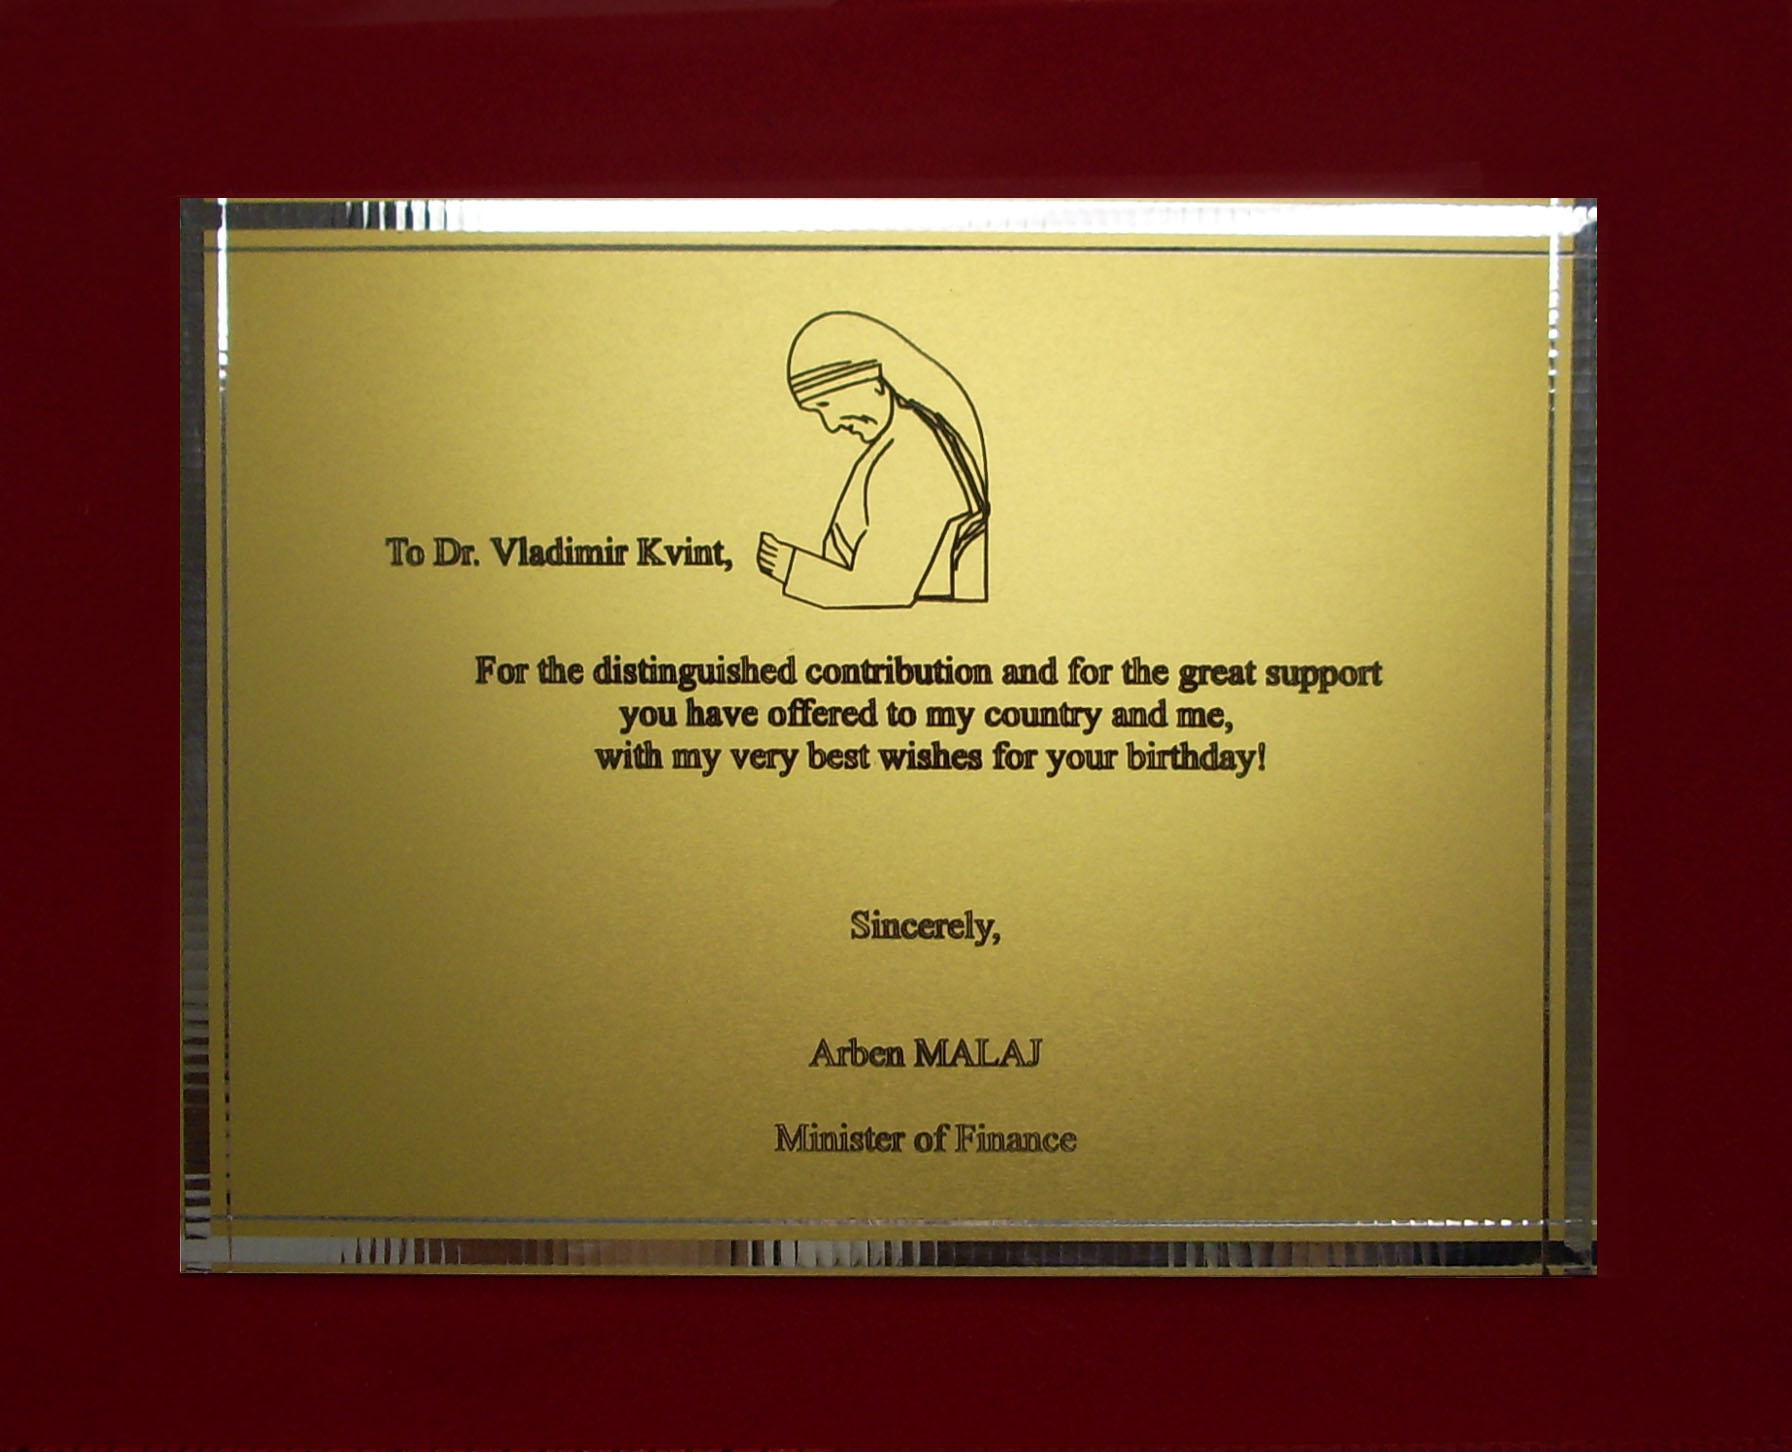 To Dr. Vladimir Kvint,
For the distinguished contribution and for the great support
you have offered to my country and me,
with my very best wishes for your birthday!
Sincerely,
Arben MALAJ
Minister of Finance